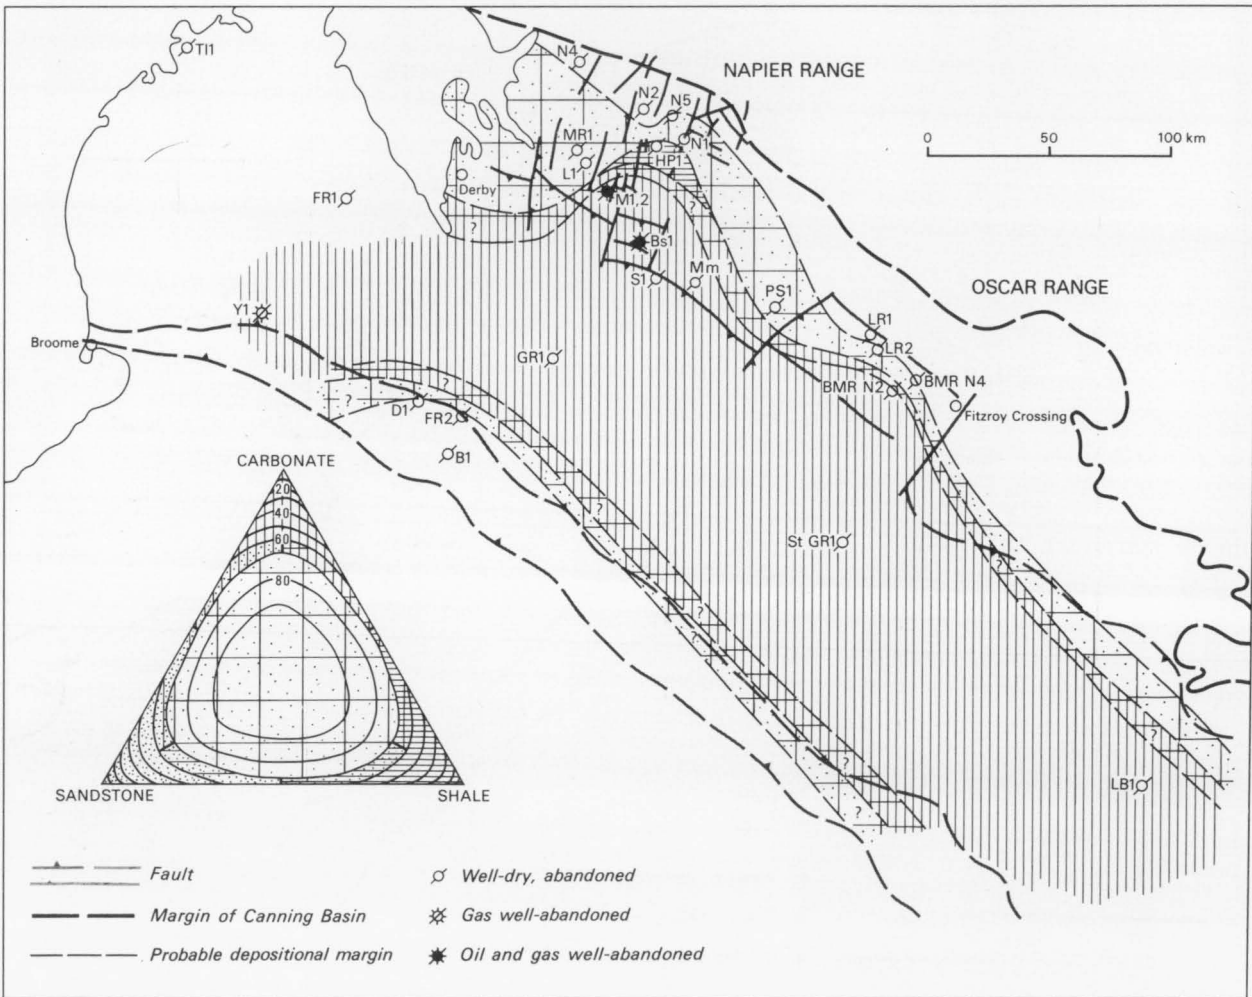 TI1
N4
NAPIER RANGE
N2
N5
0 50 100 km
MR1
N1
HP1
L1
Derby
M1,2
FR1
?
?
Bs1
Mm 1
S1
OSCAR RANGE
PS1
Y1
LR1
Broome
LR2
GR1
?
BMR N2
BMR N4
?
D1
FR2
Fitzroy Crossing
B1
CARBONATE
20
40
60
80
?
St GR1
?
?
?
?
?
?
LB1
SANDSTONE
SHALE
Fault
Well-dry, abandoned
Margin of Canning Basin
Gas well-abandoned
Probable depositional margin
Oil and gas well-abandoned